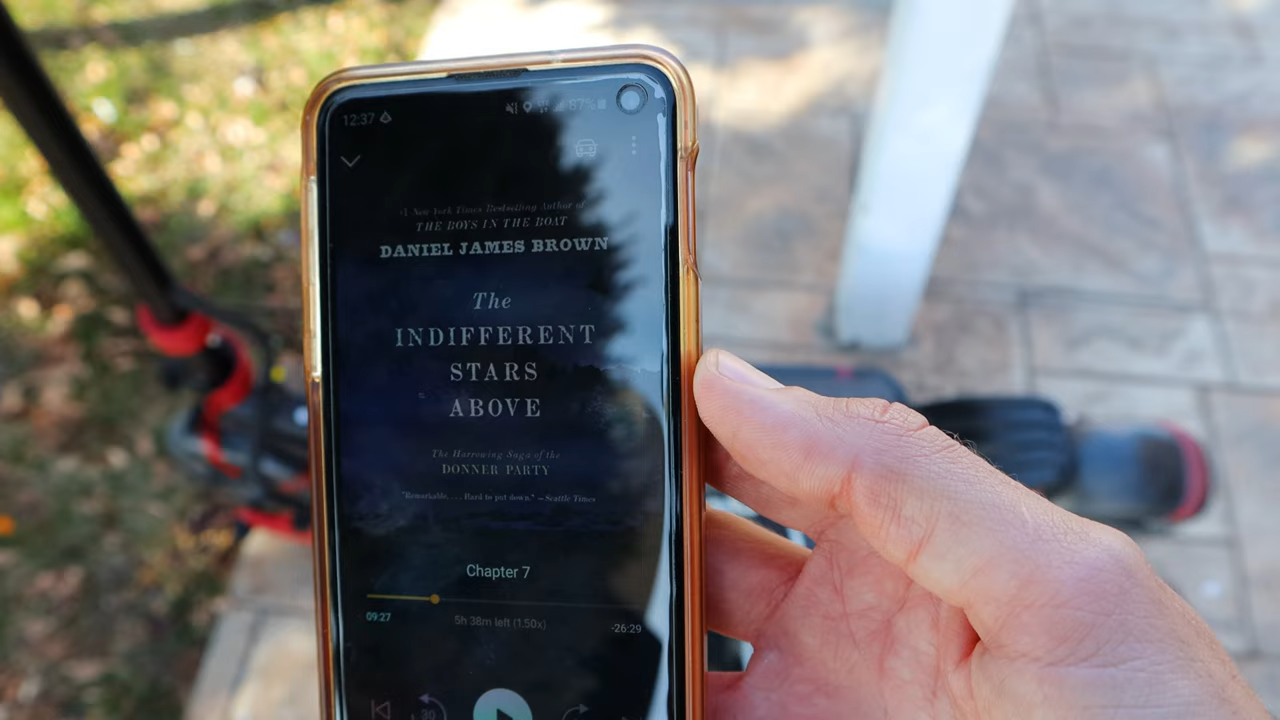 12:37
87%
#1 New York Times Bestselling Author of
THE BOYS IN THE BOAT
DANIEL JAMES BROWN
The
INDIFFERENT
STARS
ABOVE
The Harrowing Saga of the
DONNER PARTY
"Remarkable. . . . Hard to put down." —Seattle Times
Chapter 7
09:27 5h 38m left (1.50x) -26:29
30